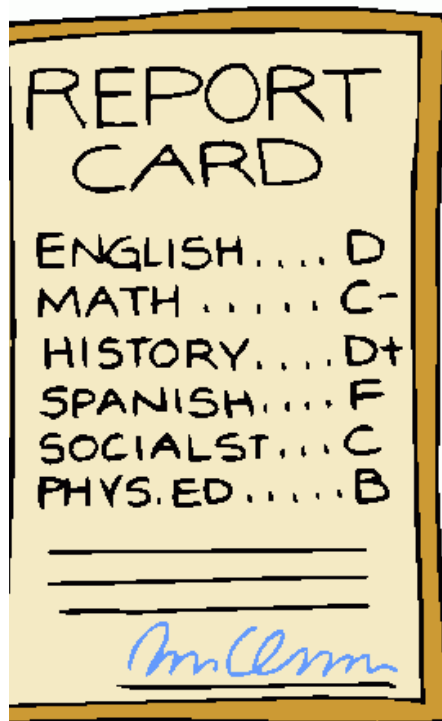 REPORT
CARD
ENGLISH.... D
MATH ..... C-
HISTORY.... D+
SPANISH.... F
SOCIALST... C
PHYS.ED ..... B